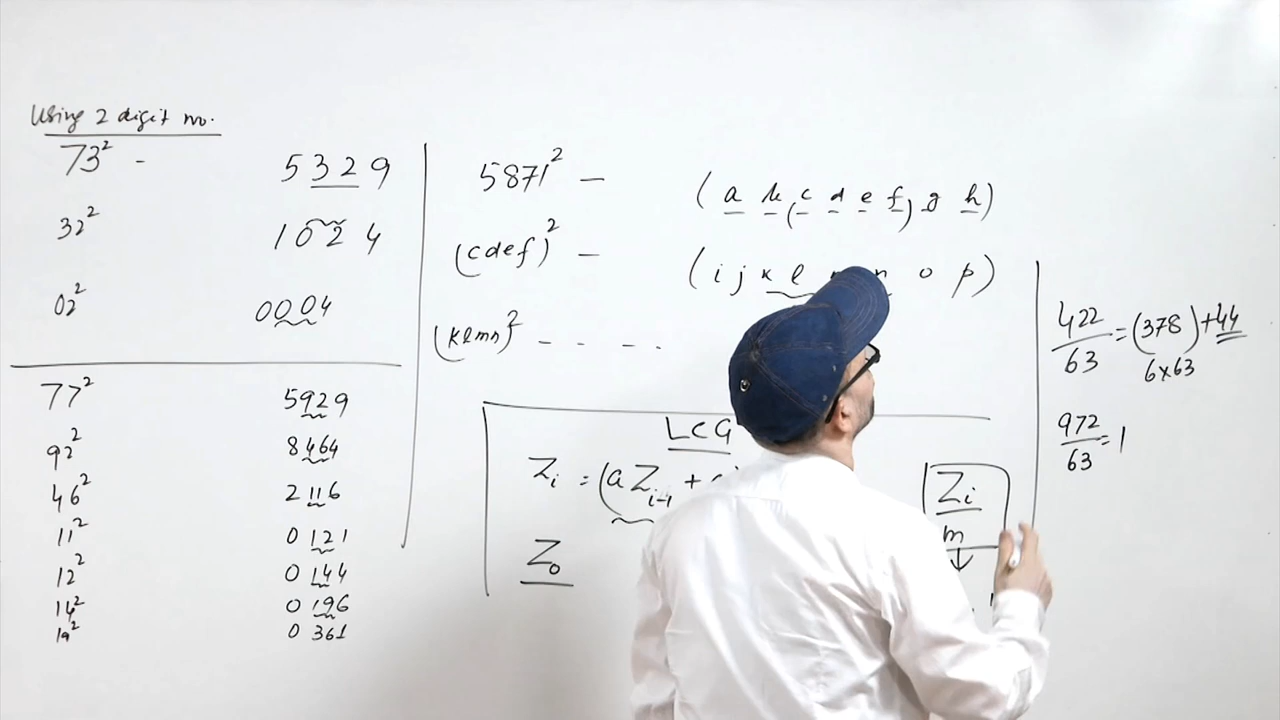 Using 2 digit no.
73² - 5329
32² 1024
02² 0004
77² 5929
92² 8464
46² 2116
11² 0121
12² 0144
14² 0196
19² 0361
5871² — (a b c d e f g h)
(cdef)² — (i j k l n o p)
(klmn)² - - - - .
LCG
Zᵢ = (a Zᵢ₋₁ +
Z₀
Zᵢ
m
↓
422/63 = (378) + 44
6×63
972/63 = 1